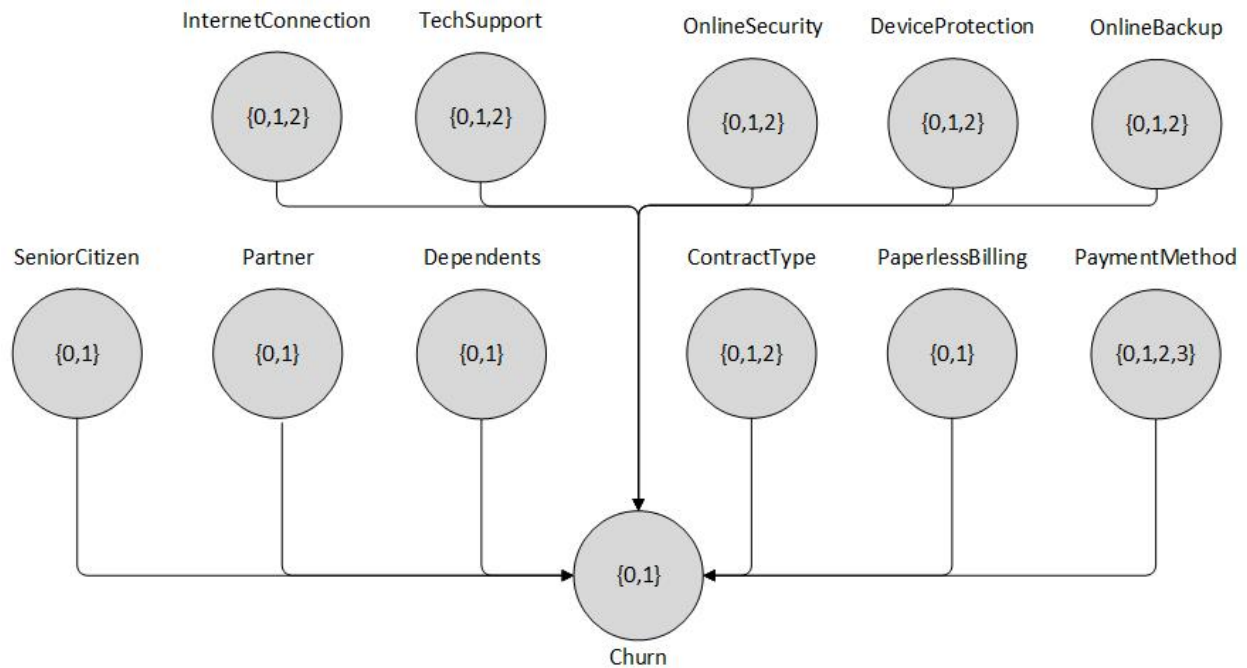 InternetConnection TechSupport OnlineSecurity DeviceProtection OnlineBackup
{0,1,2} {0,1,2} {0,1,2} {0,1,2} {0,1,2}
SeniorCitizen Partner Dependents ContractType PaperlessBilling PaymentMethod
{0,1} {0,1} {0,1} {0,1,2} {0,1} {0,1,2,3}
{0,1}
Churn